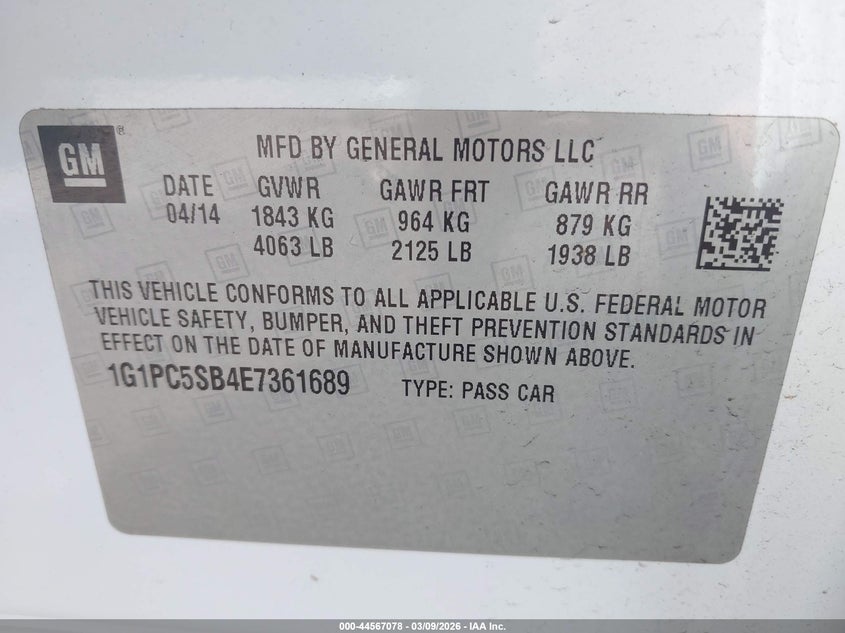 GM
MFD BY GENERAL MOTORS LLC
DATE GVWR GAWR FRT GAWR RR
04/14 1843 KG 964 KG 879 KG
4063 LB 2125 LB 1938 LB
THIS VEHICLE CONFORMS TO ALL APPLICABLE U.S. FEDERAL MOTOR
VEHICLE SAFETY, BUMPER, AND THEFT PREVENTION STANDARDS IN
EFFECT ON THE DATE OF MANUFACTURE SHOWN ABOVE.
1G1PC5SB4E7361689 TYPE: PASS CAR
000-44567078 - 03/09/2026 - IAA Inc.